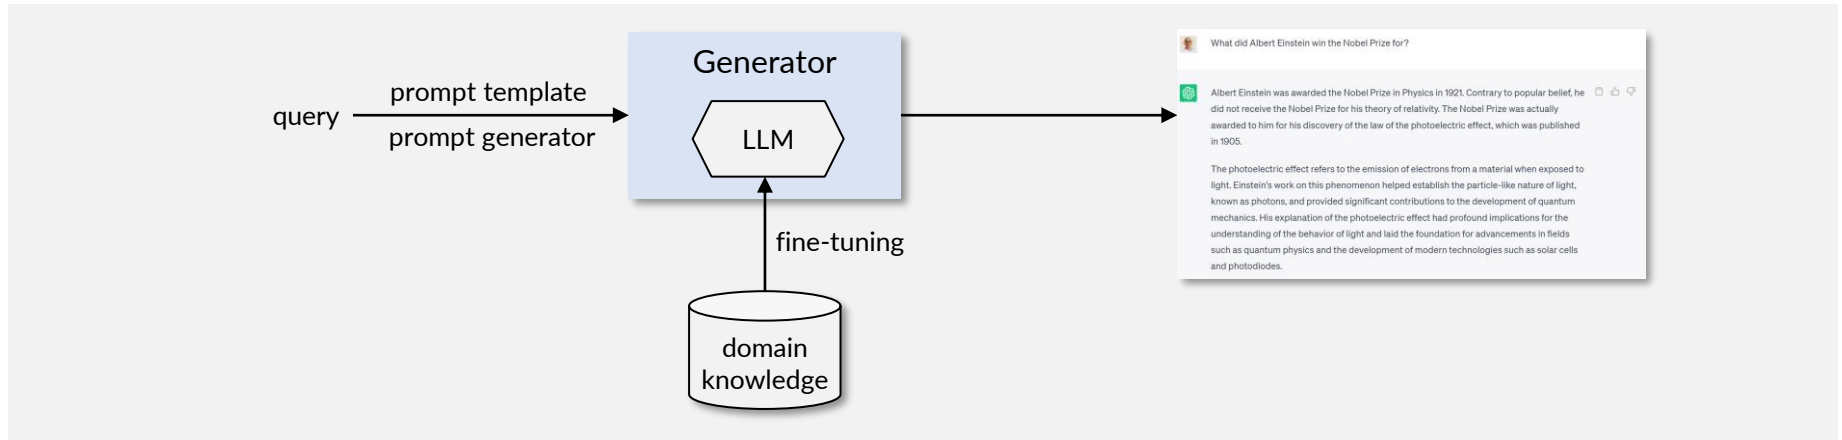 query
prompt template
prompt generator
Generator
LLM
fine-tuning
domain
knowledge
What did Albert Einstein win the Nobel Prize for?
Albert Einstein was awarded the Nobel Prize in Physics in 1921. Contrary to popular belief, he
did not receive the Nobel Prize for his theory of relativity. The Nobel Prize was actually
awarded to him for his discovery of the law of the photoelectric effect, which was published
in 1905.
The photoelectric effect refers to the emission of electrons from a material when exposed to
light. Einstein's work on this phenomenon helped establish the particle-like nature of light,
known as photons, and provided significant contributions to the development of quantum
mechanics. His explanation of the photoelectric effect had profound implications for the
understanding of the behavior of light and laid the foundation for advancements in fields
such as quantum physics and the development of modern technologies such as solar cells
and photodiodes.